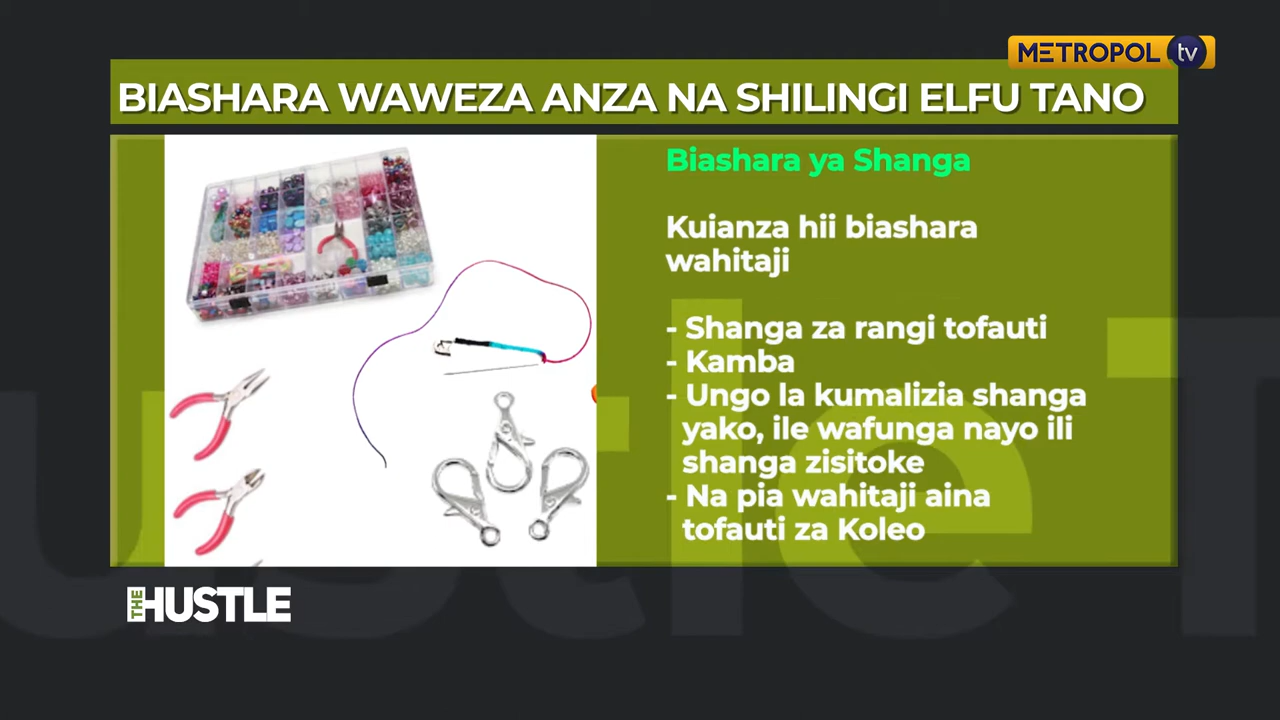 METROPOL tv
BIASHARA WAWEZA ANZA NA SHILINGI ELFU TANO
Biashara ya Shanga
Kuianza hii biashara
wahitaji
- Shanga za rangi tofauti
- Kamba
- Ungo la kumalizia shanga
yako, ile wafunga nayo ili
shanga zisitoke
- Na pia wahitaji aina
tofauti za Koleo
THE HUSTLE